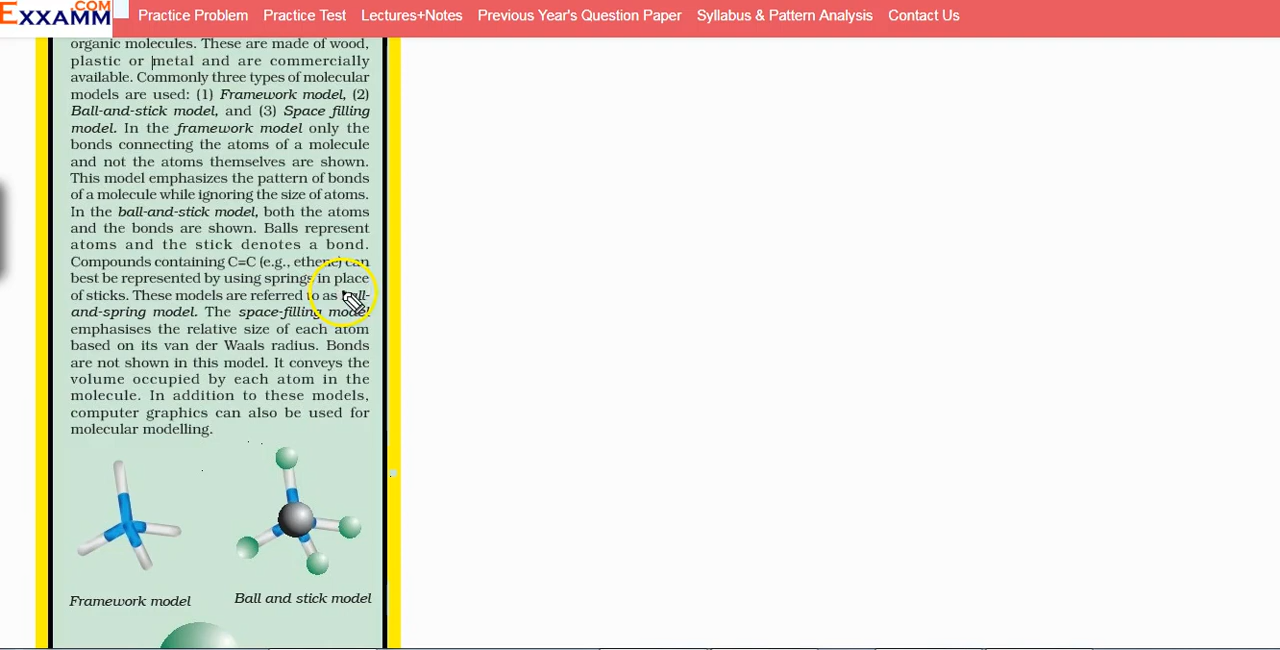 EXXAMM
.COM
Practice Problem Practice Test Lectures+Notes Previous Year's Question Paper Syllabus & Pattern Analysis Contact Us
organic molecules. These are made of wood,
plastic or metal and are commercially
available. Commonly three types of molecular
models are used: (1) Framework model, (2)
Ball-and-stick model, and (3) Space filling
model. In the framework model only the
bonds connecting the atoms of a molecule
and not the atoms themselves are shown.
This model emphasizes the pattern of bonds
of a molecule while ignoring the size of atoms.
In the ball-and-stick model, both the atoms
and the bonds are shown. Balls represent
atoms and the stick denotes a bond.
Compounds containing C=C (e.g., ethene) can
best be represented by using springs in place
of sticks. These models are referred to as ball-
and-spring model. The space-filling model
emphasises the relative size of each atom
based on its van der Waals radius. Bonds
are not shown in this model. It conveys the
volume occupied by each atom in the
molecule. In addition to these models,
computer graphics can also be used for
molecular modelling.
Framework model
Ball and stick model